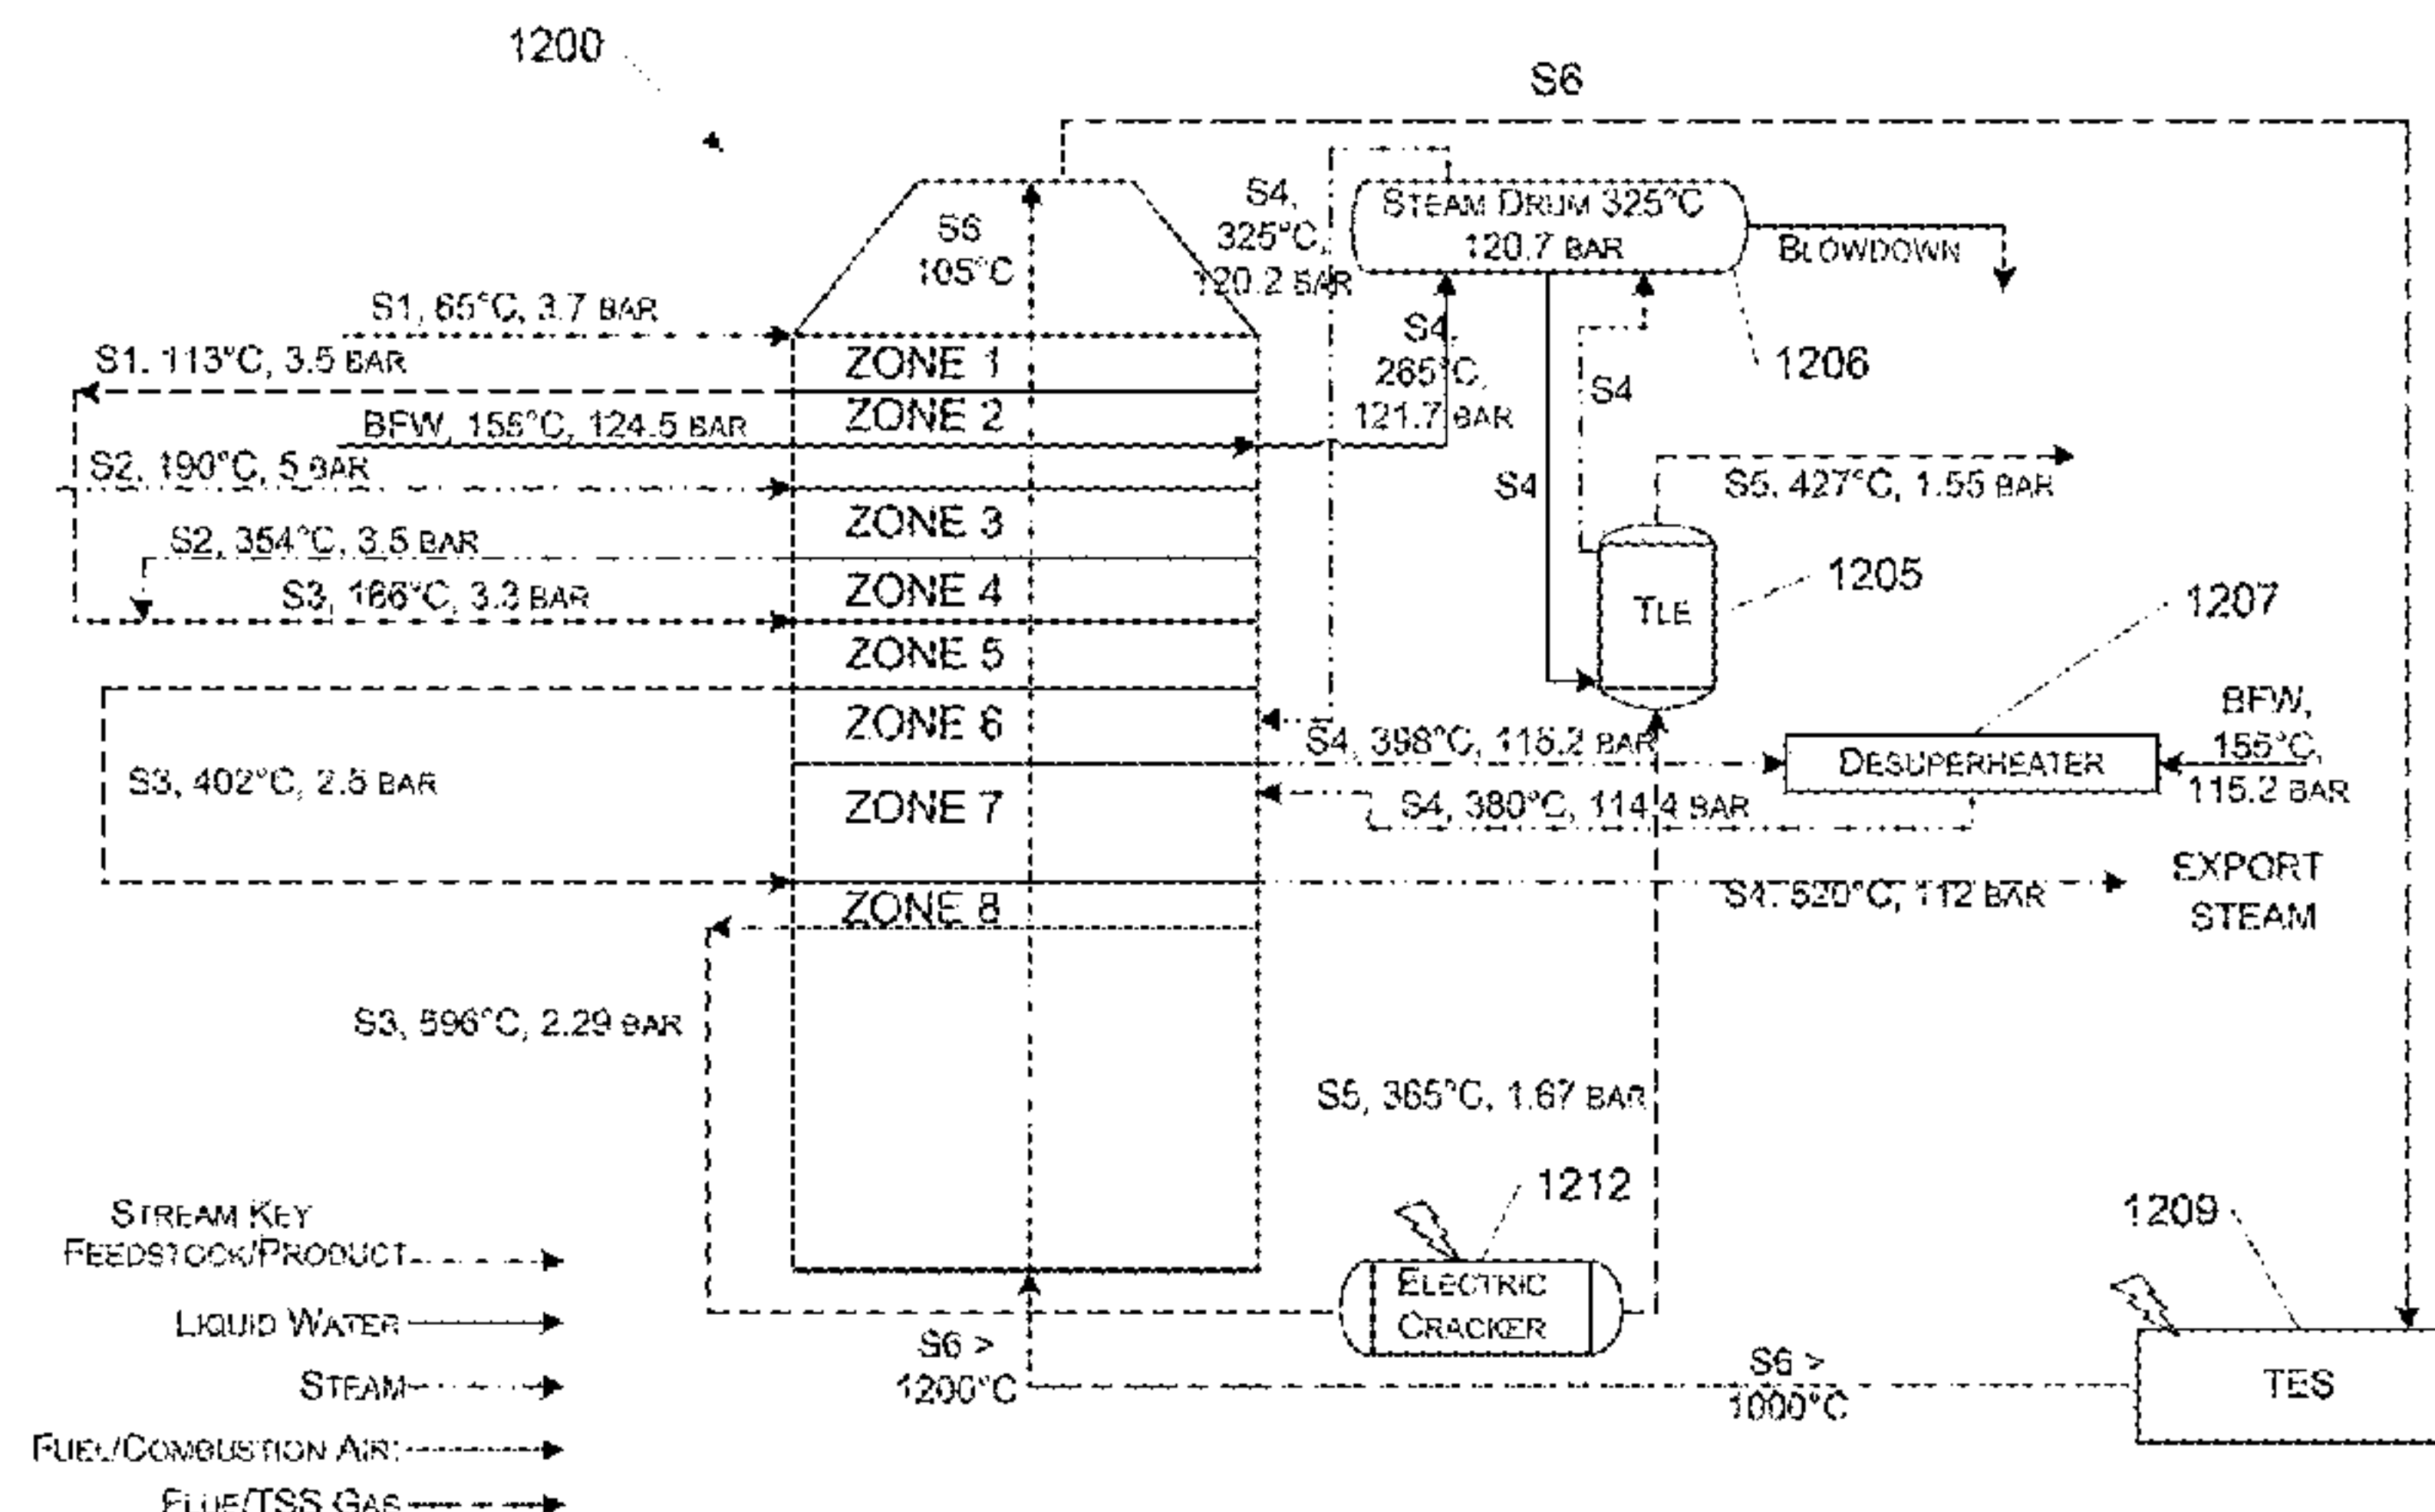 1200
S6
S6
105°C
S4,
325°C,
120.2 BAR
STEAM DRUM 325°C
120.7 BAR
BLOWDOWN
1206
S1, 65°C, 3.7 BAR
S1. 113°C, 3.5 BAR
ZONE 1
ZONE 2
BFW, 155°C, 124.5 BAR
S4,
265°C,
121.7 BAR
S4
S2, 190°C, 5 BAR
S4
S5. 427°C, 1.55 BAR
ZONE 3
S2, 354°C, 3.5 BAR
ZONE 4
S3, 166°C, 3.3 BAR
ZONE 5
TLE
1205
1207
ZONE 6
S4, 398°C, 115.2 BAR
DESUPERHEATER
BFW,
155°C,
115.2 BAR
S3, 402°C, 2.5 BAR
ZONE 7
S4, 380°C, 114.4 BAR
ZONE 8
S4. 520°C, 112 BAR
EXPORT
STEAM
S3, 596°C, 2.29 BAR
S5, 365°C, 1.67 BAR
1212
1209
ELECTRIC
CRACKER
S6 >
1200°C
S6 >
1000°C
TES
STREAM KEY
FEEDSTOCK/PRODUCT
LIQUID WATER
STEAM
FUEL/COMBUSTION AIR
FLUE/TSS GAS